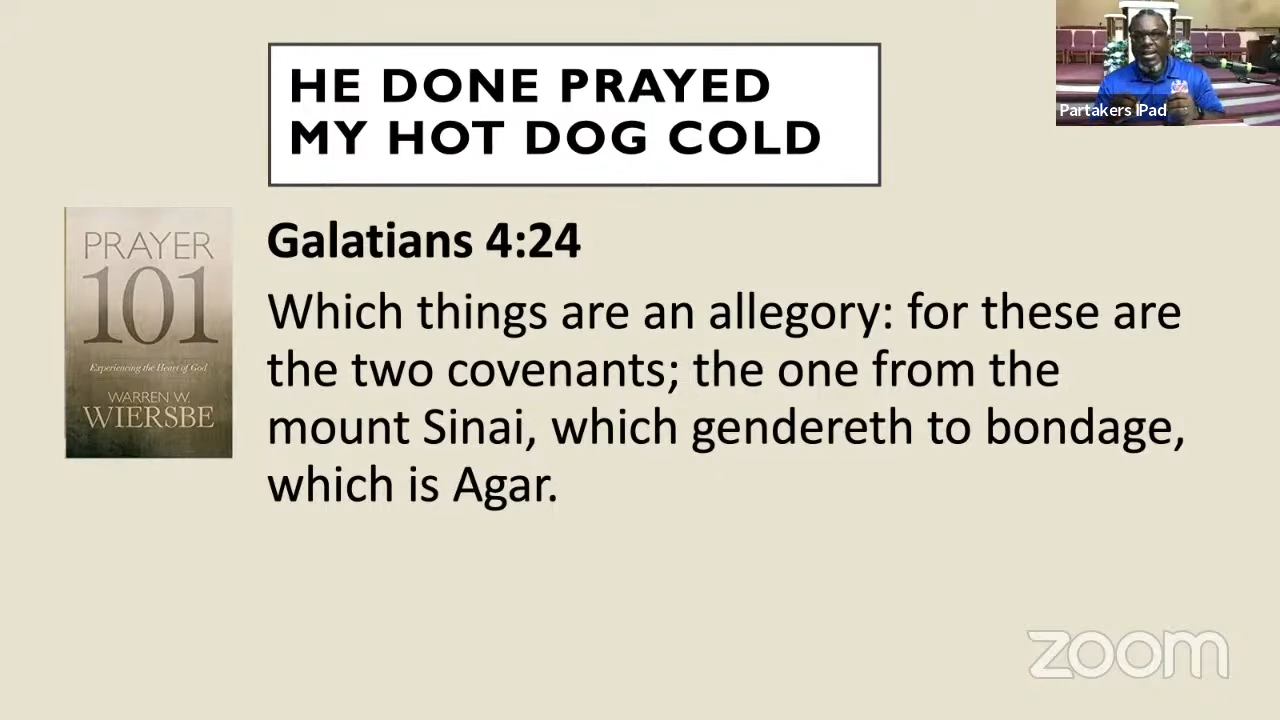 HE DONE PRAYED
MY HOT DOG COLD
Partakers IPad
PRAYER
101
Experiencing the Heart of God
WARREN W.
WIERSBE
Galatians 4:24
Which things are an allegory: for these are
the two covenants; the one from the
mount Sinai, which gendereth to bondage,
which is Agar.
zoom